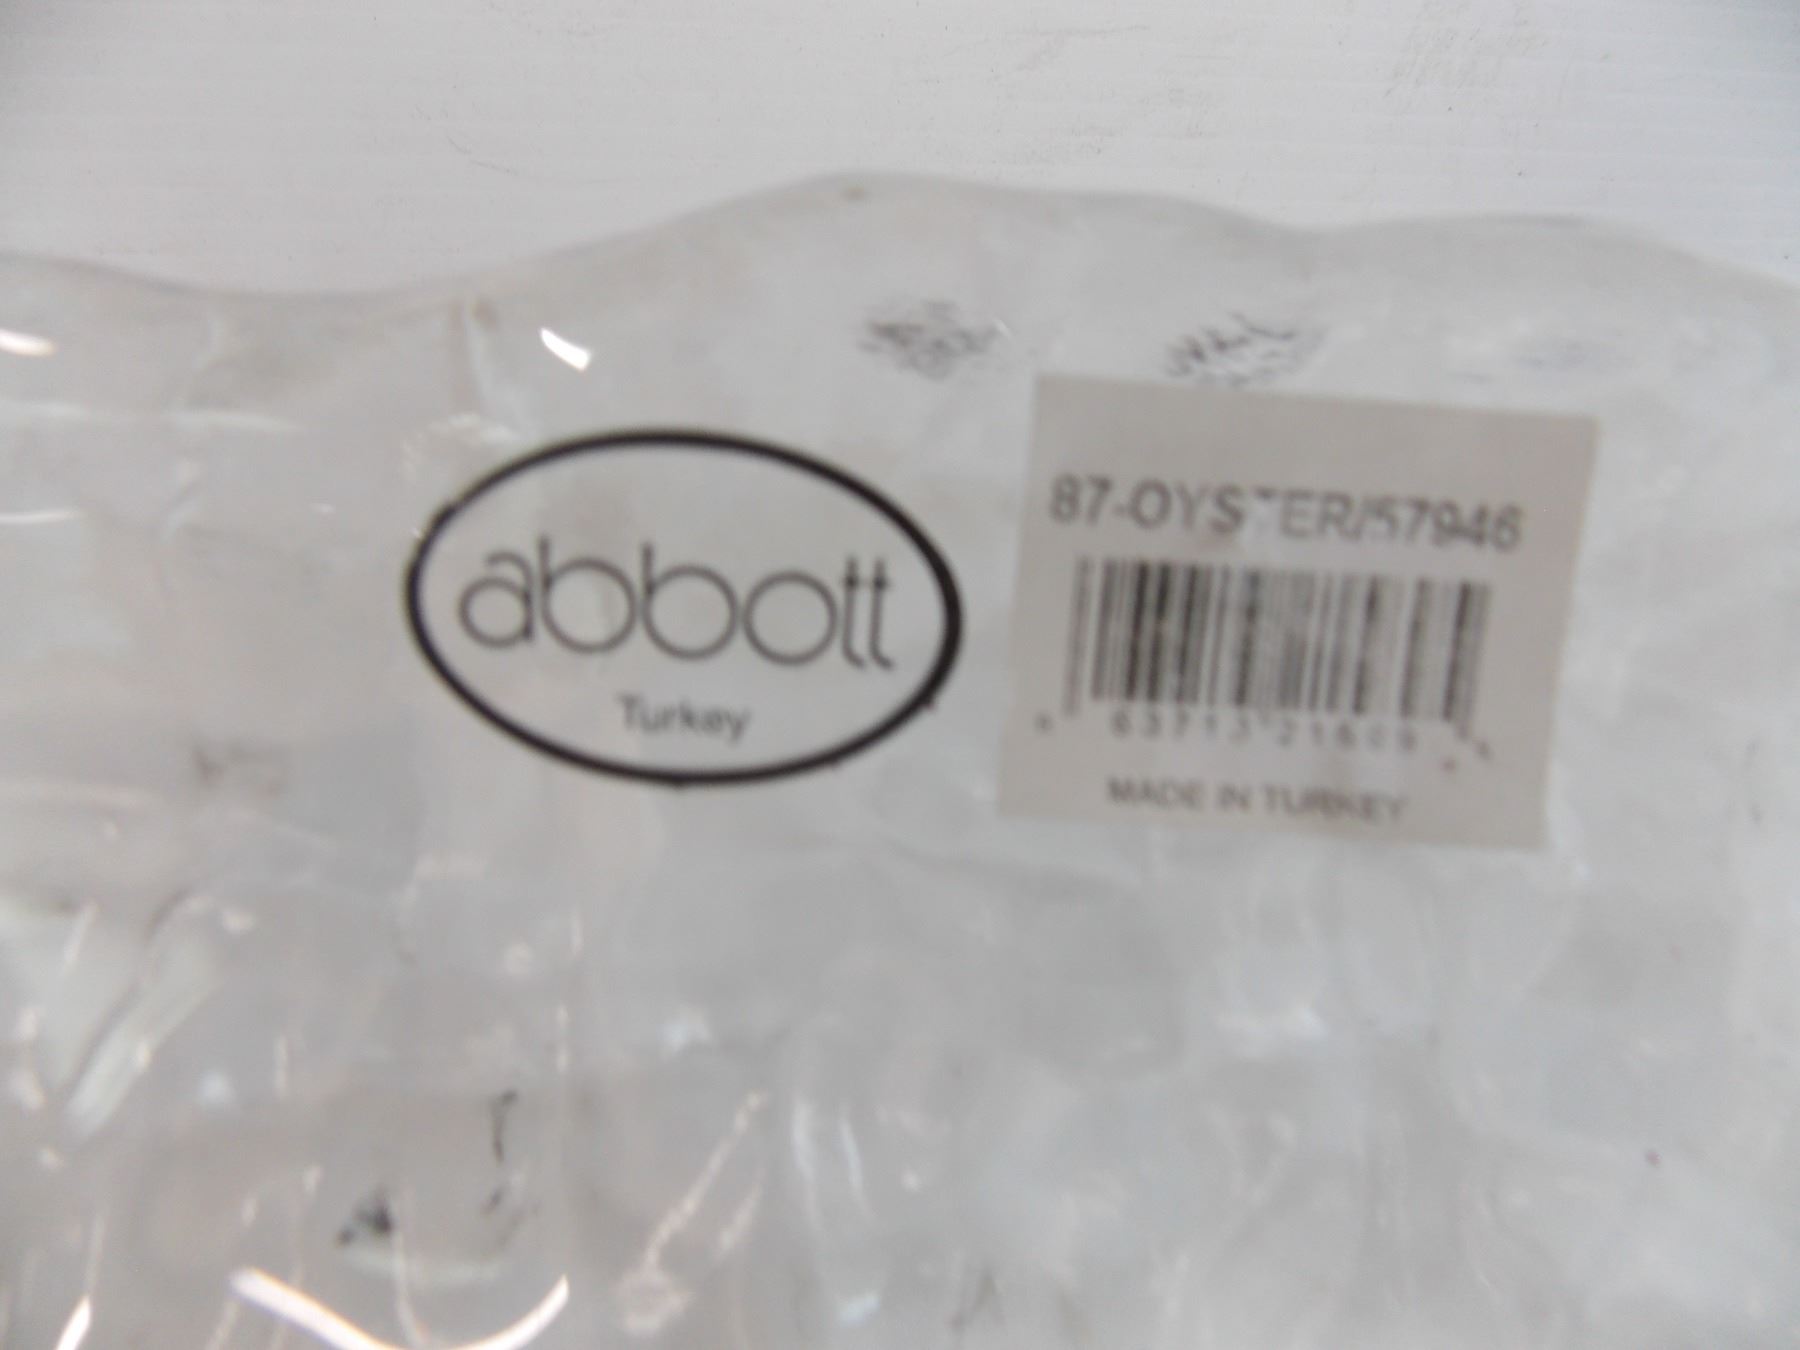 abbott
Turkey
87-OYSTER/57946
MADE IN TURKEY